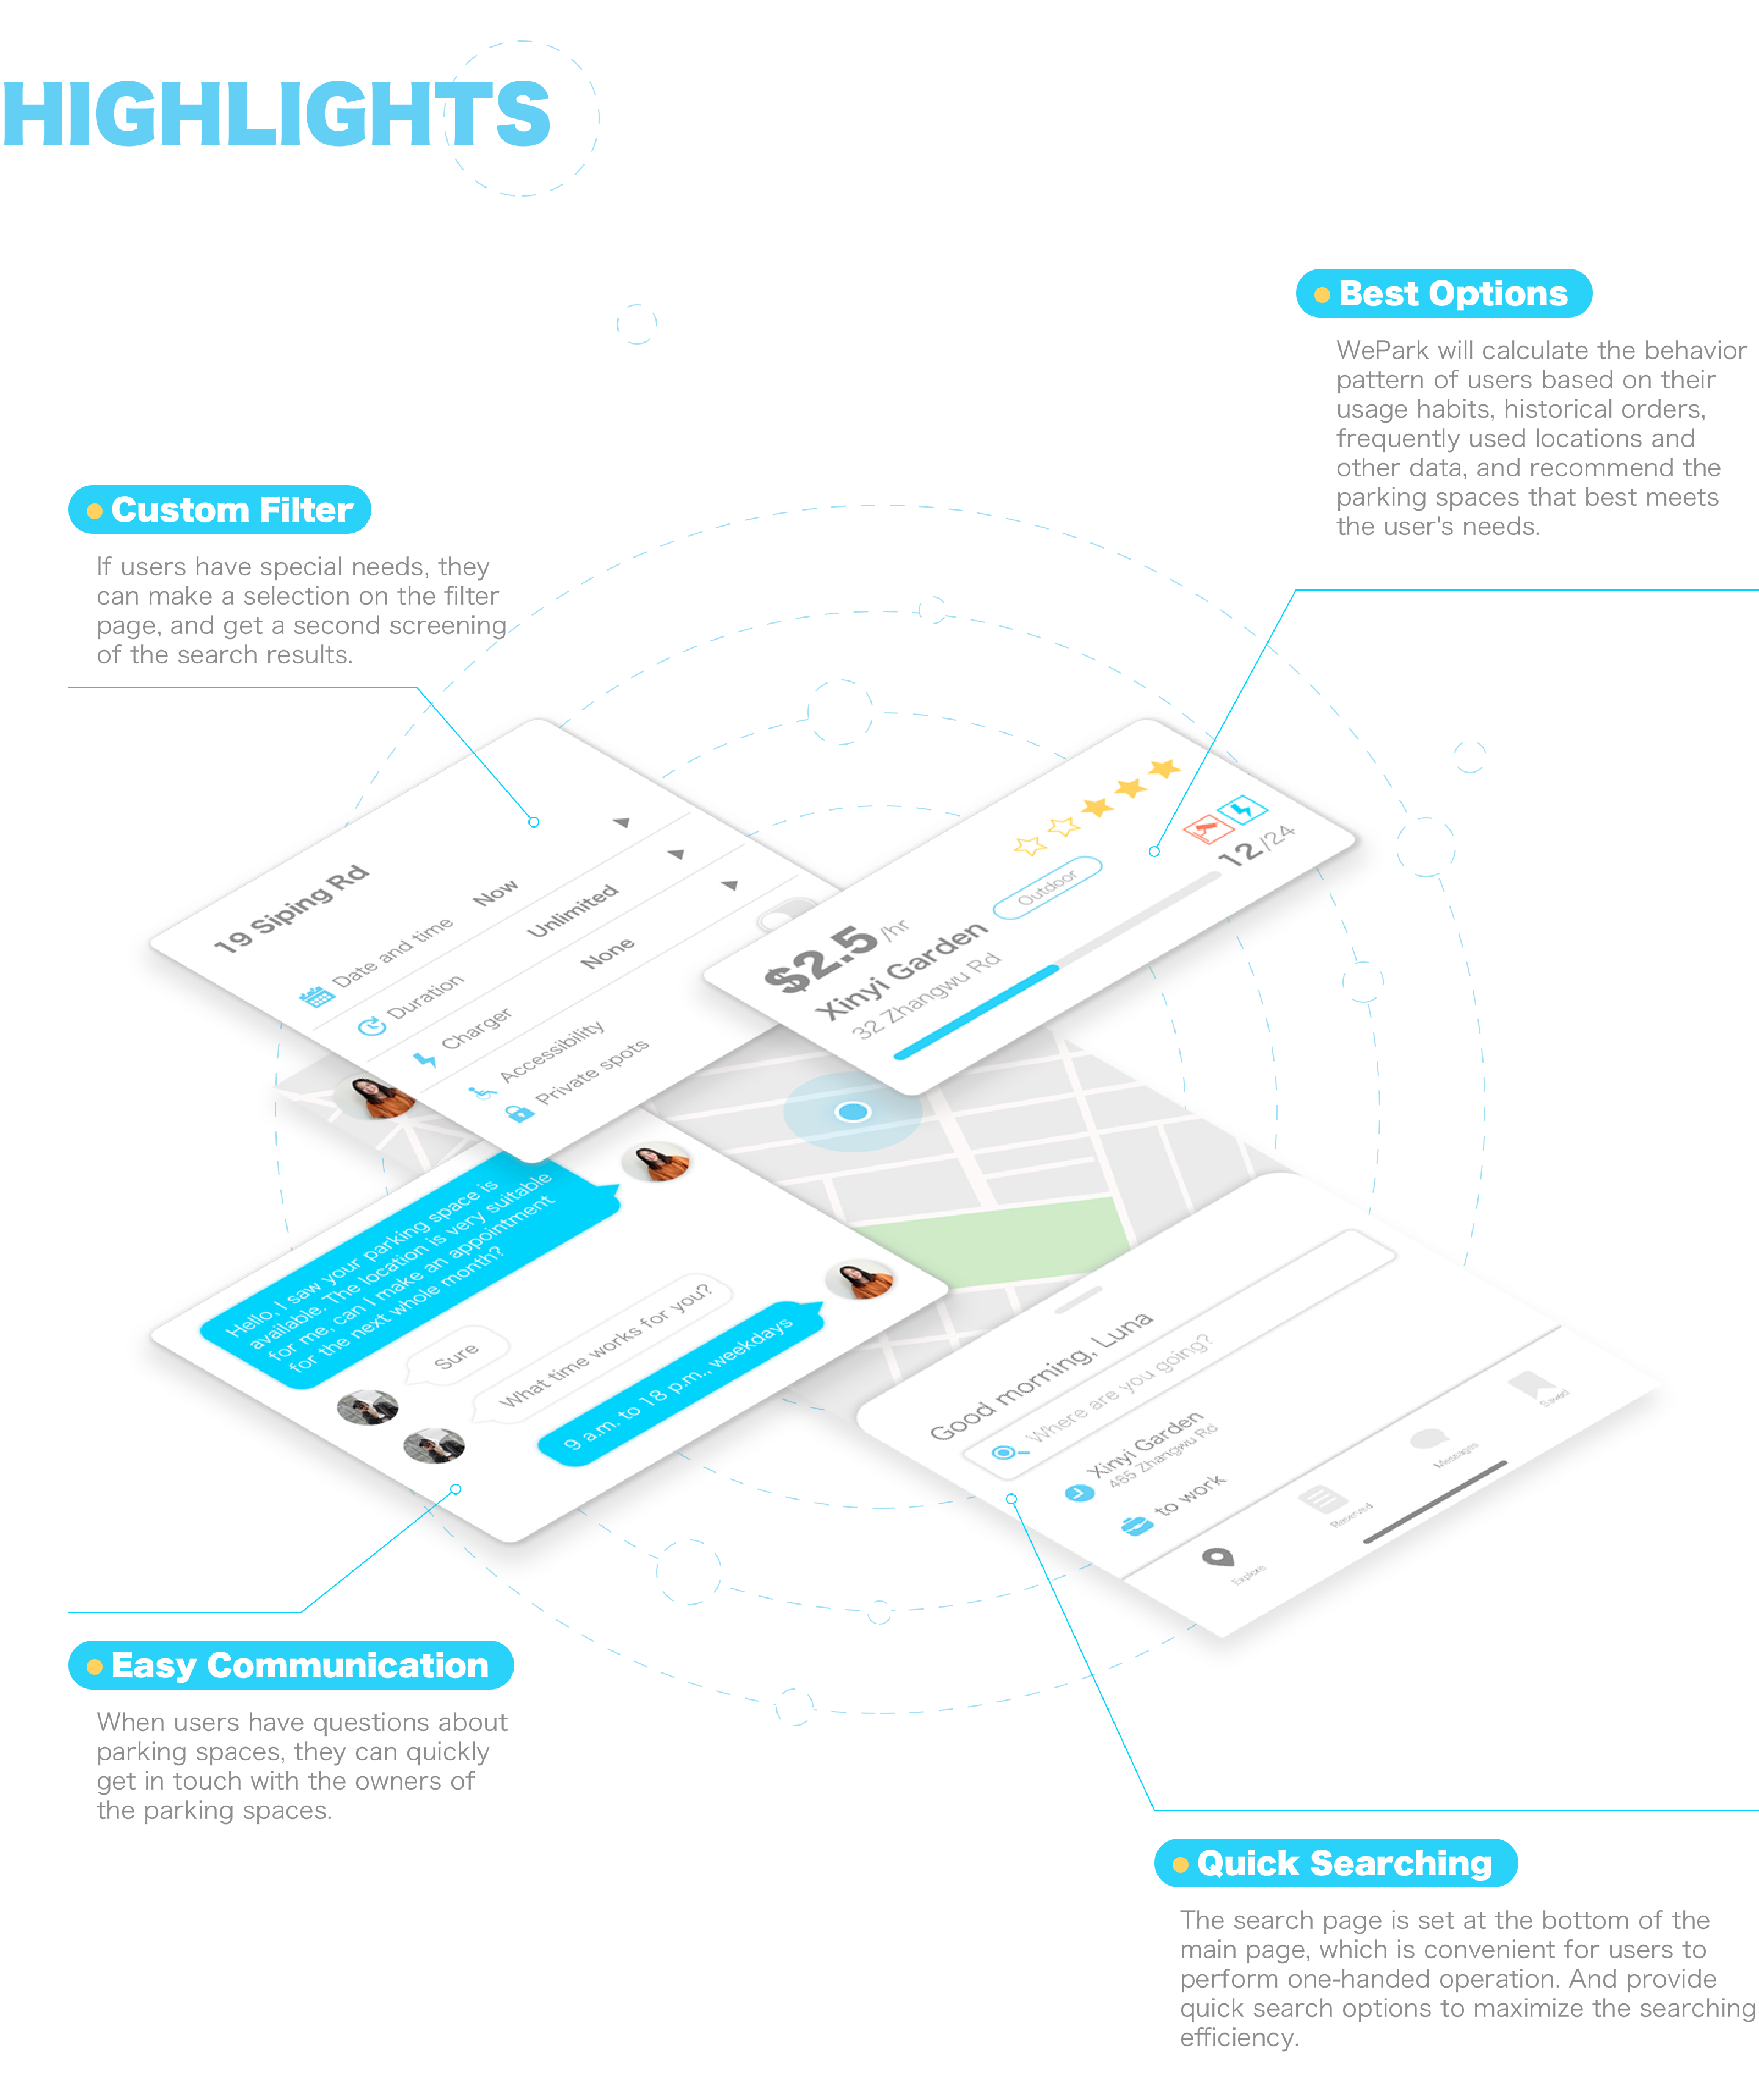 HIGHLIGHTS
Best Options
WePark will calculate the behavior
pattern of users based on their
usage habits, historical orders,
frequently used locations and
other data, and recommend the
parking spaces that best meets
the user's needs.
Custom Filter
If users have special needs, they
can make a selection on the filter
page, and get a second screening
of the search results.
19 Siping Rd
Date and time Now
Duration Unlimited
Charger None
Accessibility
Private spots
$2.5 /hr
Xinyi Garden Outdoor
32 Zhangwu Rd
12/24
Hello, I saw your parking space is
available. The location is very suitable
for me, can I make an appointment
for the next whole month?
Sure
What time works for you?
9 a.m. to 18 p.m., weekdays
Good morning, Luna
Where are you going?
Xinyi Garden
485 Zhangwu Rd
to work
Explore
Reserved
Messages
Saved
Easy Communication
When users have questions about
parking spaces, they can quickly
get in touch with the owners of
the parking spaces.
Quick Searching
The search page is set at the bottom of the
main page, which is convenient for users to
perform one-handed operation. And provide
quick search options to maximize the searching
efficiency.